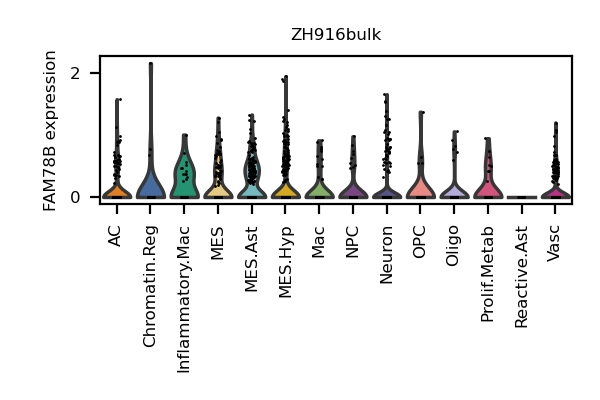 ZH916bulk
FAM78B expression
2
0
AC
Chromatin.Reg
Inflammatory.Mac
MES
MES.Ast
MES.Hyp
Mac
NPC
Neuron
OPC
Oligo
Prolif.Metab
Reactive.Ast
Vasc